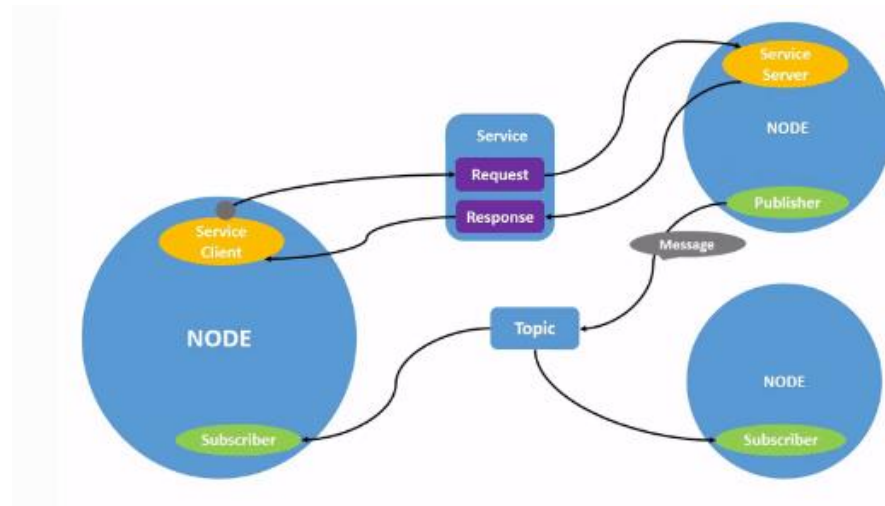 Service
Server
NODE
Service
Request
Response
Publisher
Message
Service
Client
NODE
Topic
NODE
Subscriber
Subscriber